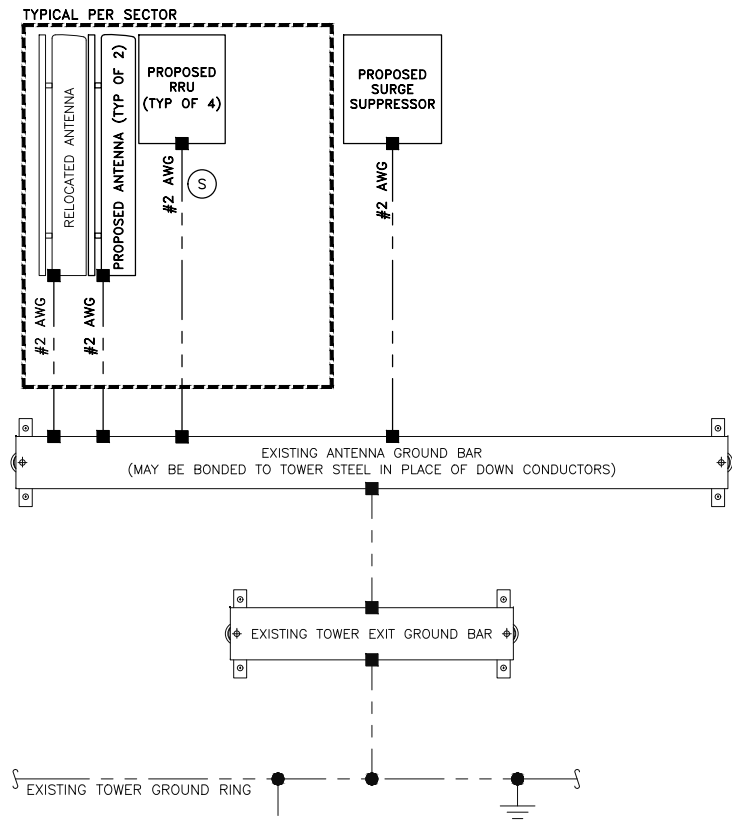 TYPICAL PER SECTOR
RELOCATED ANTENNA
PROPOSED ANTENNA (TYP OF 2)
PROPOSED
RRU
(TYP OF 4)
PROPOSED
SURGE
SUPPRESSOR
#2 AWG
S
#2 AWG
#2 AWG
#2 AWG
EXISTING ANTENNA GROUND BAR
(MAY BE BONDED TO TOWER STEEL IN PLACE OF DOWN CONDUCTORS)
EXISTING TOWER EXIT GROUND BAR
EXISTING TOWER GROUND RING